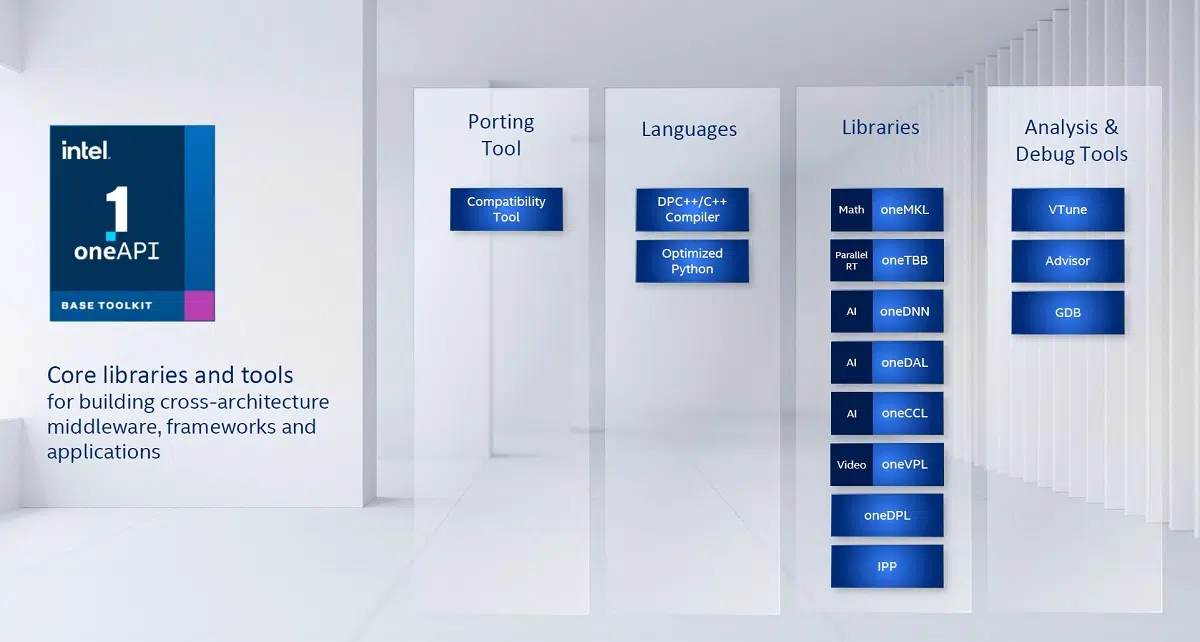 intel.
1
oneAPI
BASE TOOLKIT
Core libraries and tools
for building cross-architecture
middleware, frameworks and
applications
Porting
Tool
Compatibility
Tool
Languages
DPC++/C++
Compiler
Optimized
Python
Libraries
Math oneMKL
Parallel
RT
oneTBB
AI oneDNN
AI oneDAL
AI oneCCL
Video oneVPL
oneDPL
IPP
Analysis &
Debug Tools
VTune
Advisor
GDB